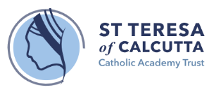 ST TERESA
of CALCUTTA
Catholic Academy Trust